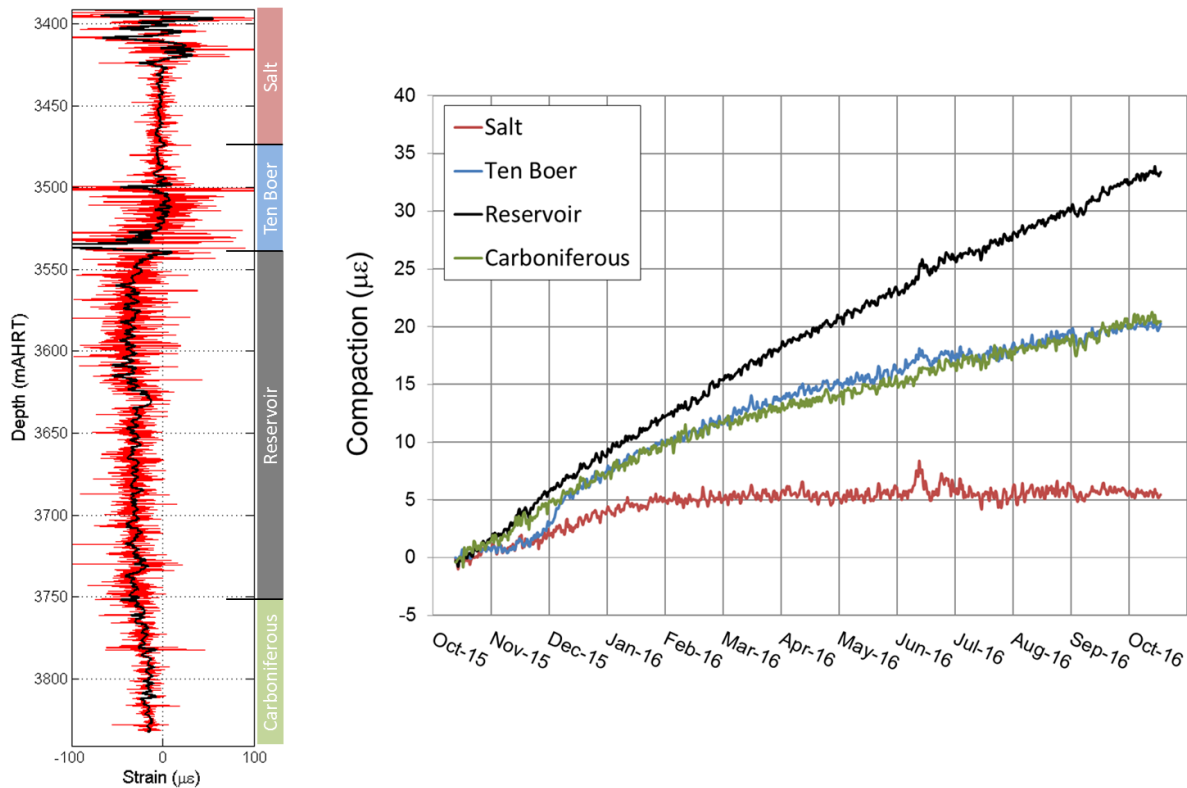 3400
3450
3500
3550
3600
3650
3700
3750
3800
Depth (mAHRT)
-100
0
100
Strain (με)
Salt
Ten Boer
Reservoir
Carboniferous
40
35
30
25
20
15
10
5
0
-5
Compaction (με)
Salt
Ten Boer
Reservoir
Carboniferous
Oct-15
Nov-15
Dec-15
Jan-16
Feb-16
Mar-16
Apr-16
May-16
Jun-16
Jul-16
Aug-16
Sep-16
Oct-16